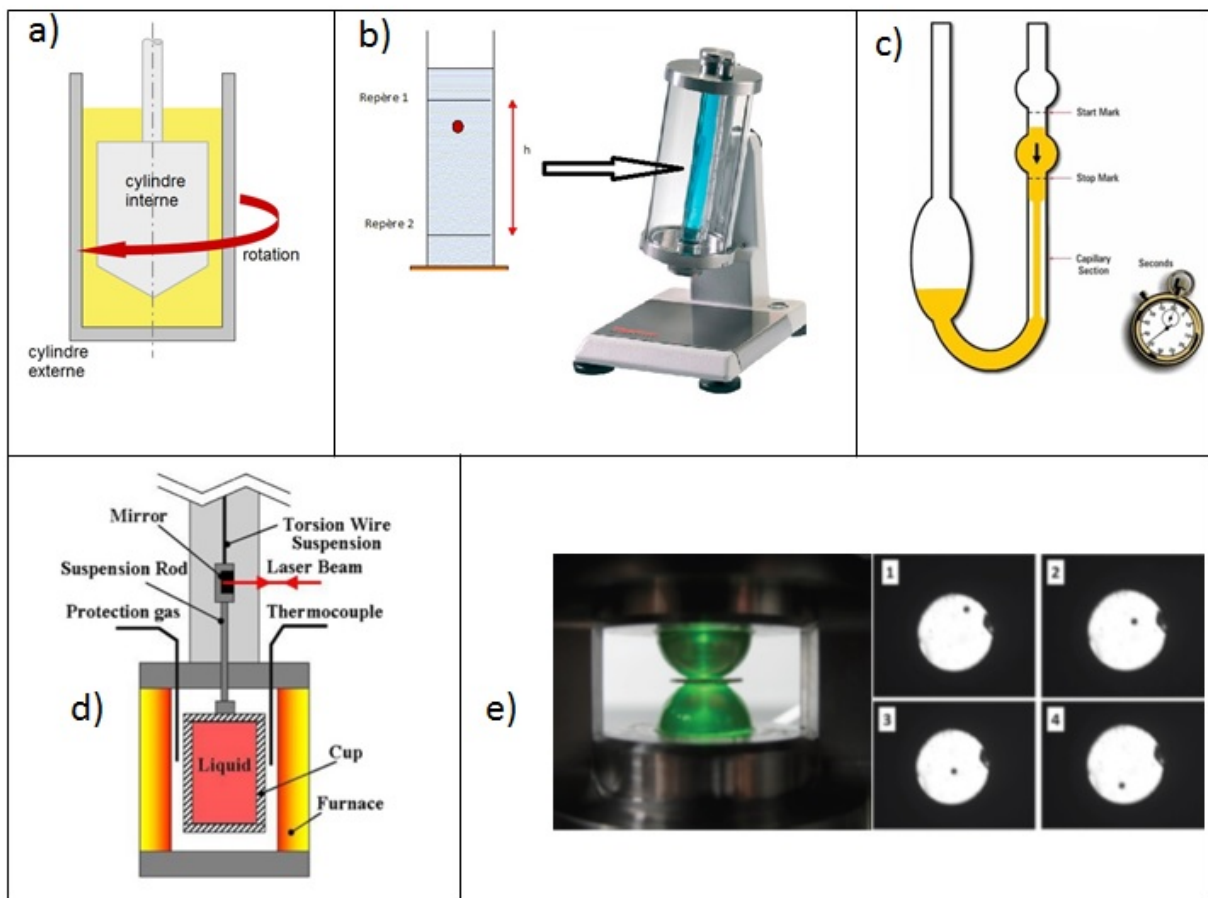 a)
cylindre
interne
rotation
cylindre
externe
b)
Repère 1
h
Repère 2
c)
Start Mark
Stop Mark
Capillary
Section
Seconds
d)
Mirror
Torsion Wire
Suspension
Suspension Rod
Laser Beam
Protection gas
Thermocouple
Liquid
Cup
Furnace
e)
1
2
3
4